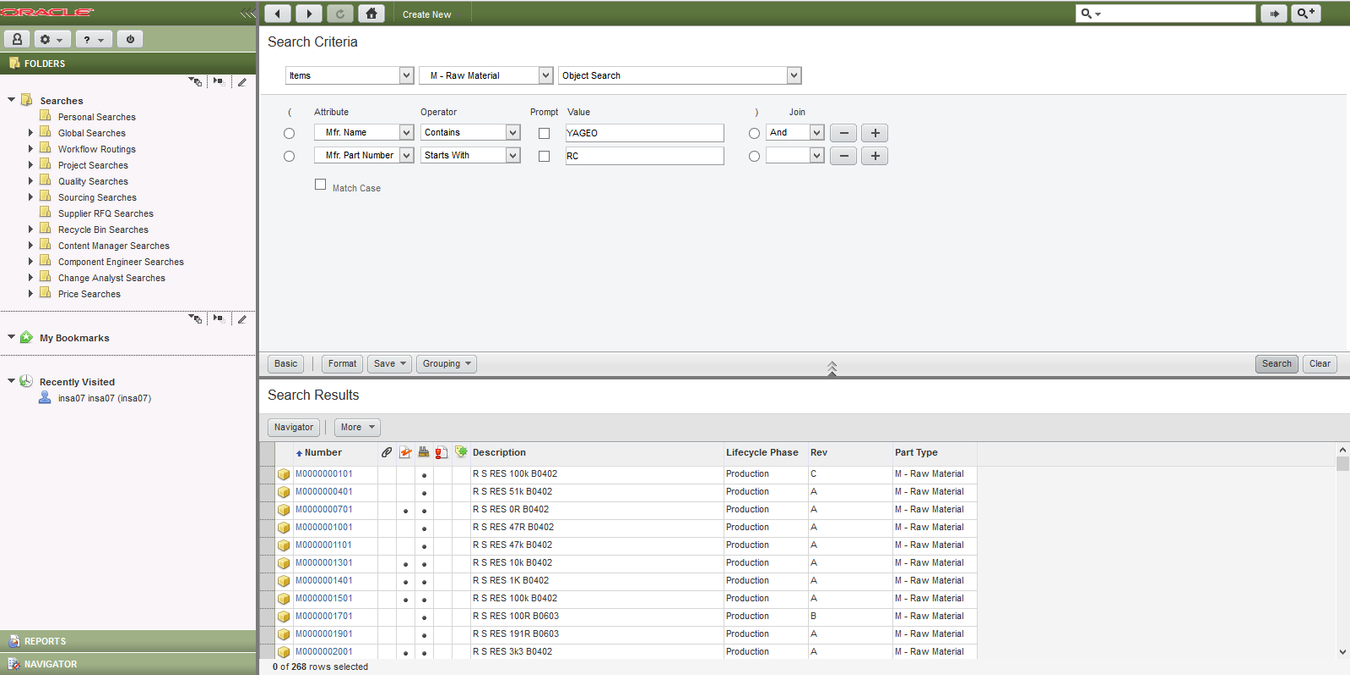 ORACLE
Create New
FOLDERS
Searches
Personal Searches
Global Searches
Workflow Routings
Project Searches
Quality Searches
Sourcing Searches
Supplier RFQ Searches
Recycle Bin Searches
Content Manager Searches
Component Engineer Searches
Change Analyst Searches
Price Searches
My Bookmarks
Recently Visited
insa07 insa07 (insa07)
REPORTS
NAVIGATOR
Search Criteria
Items M - Raw Material Object Search
( Attribute Operator Prompt Value ) Join
Mfr. Name Contains YAGEO And
Mfr. Part Number Starts With RC
Match Case
Basic Format Save Grouping Search Clear
Search Results
Navigator More
Number Description Lifecycle Phase Rev Part Type
M0000000101 R S RES 100k B0402 Production C M - Raw Material
M0000000401 R S RES 51k B0402 Production A M - Raw Material
M0000000701 R S RES 0R B0402 Production A M - Raw Material
M0000001001 R S RES 47R B0402 Production A M - Raw Material
M0000001101 R S RES 47k B0402 Production A M - Raw Material
M0000001301 R S RES 10k B0402 Production A M - Raw Material
M0000001401 R S RES 1K B0402 Production A M - Raw Material
M0000001501 R S RES 100k B0402 Production A M - Raw Material
M0000001701 R S RES 100R B0603 Production B M - Raw Material
M0000001901 R S RES 191R B0603 Production A M - Raw Material
M0000002001 R S RES 3k3 B0402 Production A M - Raw Material
0 of 268 rows selected